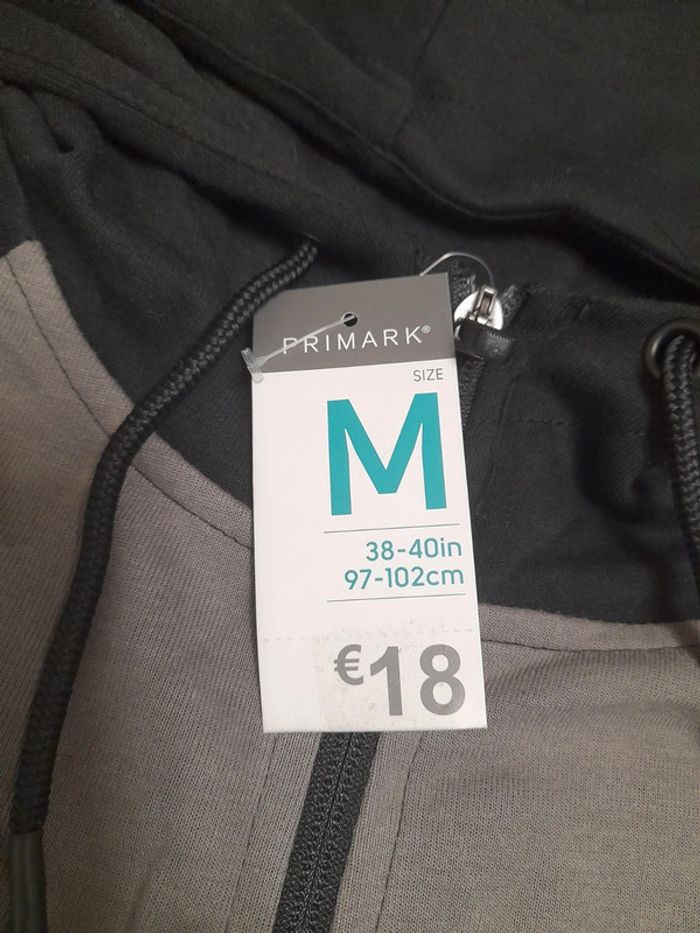 PRIMARK®
SIZE
M
38-40in
97-102cm
€18